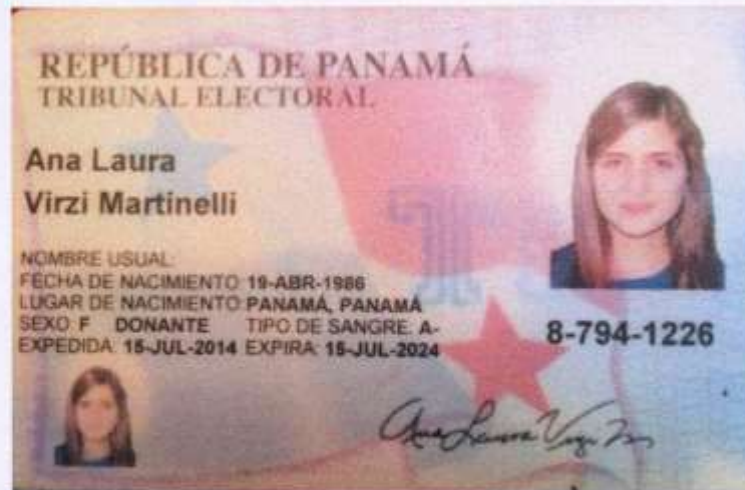 REPÚBLICA DE PANAMÁ
TRIBUNAL ELECTORAL
Ana Laura
Virzi Martinelli
NOMBRE USUAL:
FECHA DE NACIMIENTO: 19-ABR-1986
LUGAR DE NACIMIENTO: PANAMÁ, PANAMÁ
SEXO: F DONANTE TIPO DE SANGRE: A-
EXPEDIDA: 15-JUL-2014 EXPIRA: 15-JUL-2024
8-794-1226
Ana Laura